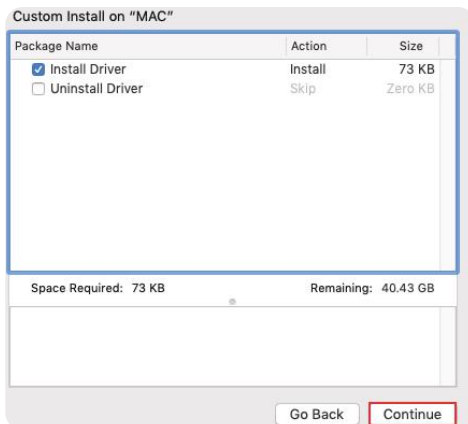 Custom Install on “MAC”
Package Name Action Size
Install Driver Install 73 KB
Uninstall Driver Skip Zero KB
Space Required: 73 KB Remaining: 40.43 GB
Go Back Continue